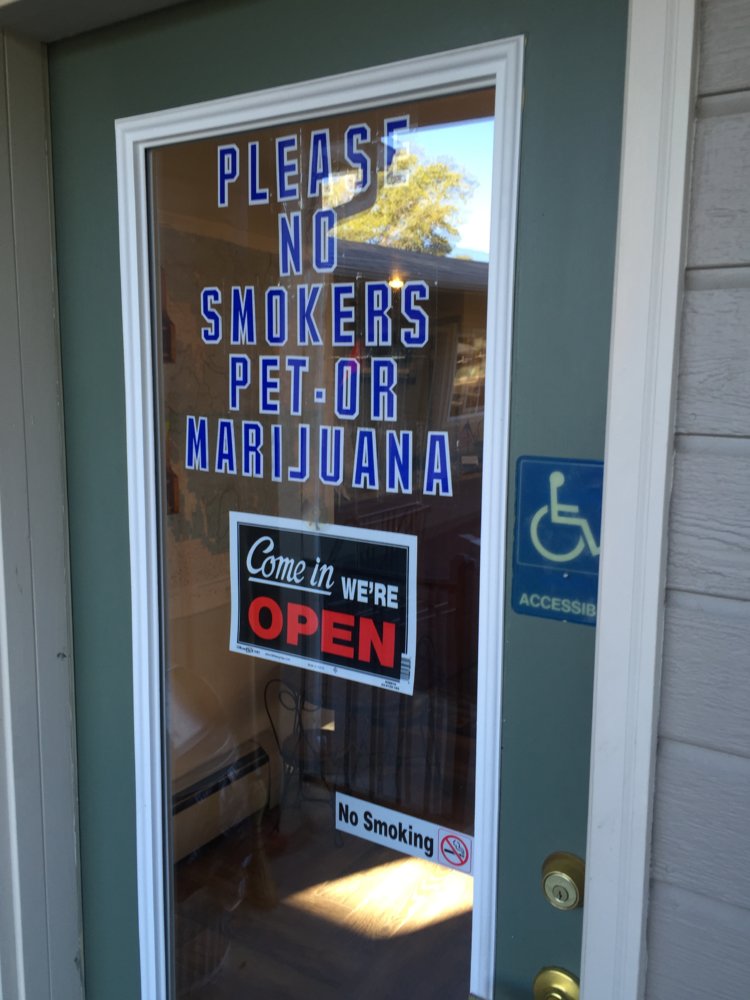 PLEASE
NO
SMOKERS
PET-OR
MARIJUANA
Come in WE'RE
OPEN
ACCESSIB
No Smoking